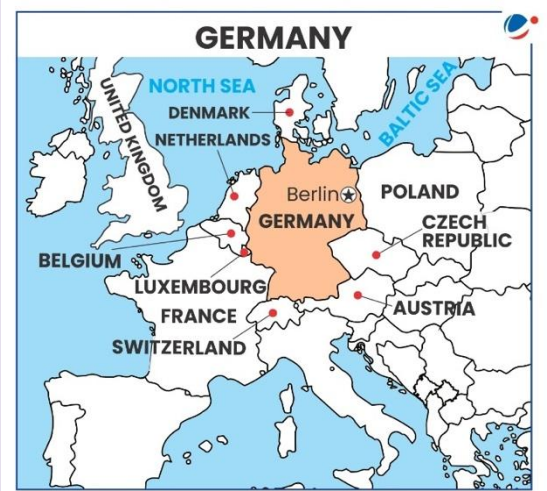 GERMANY
NORTH SEA
BALTIC SEA
UNITED KINGDOM
DENMARK
NETHERLANDS
Berlin
POLAND
GERMANY
CZECH
REPUBLIC
BELGIUM
LUXEMBOURG
FRANCE
AUSTRIA
SWITZERLAND